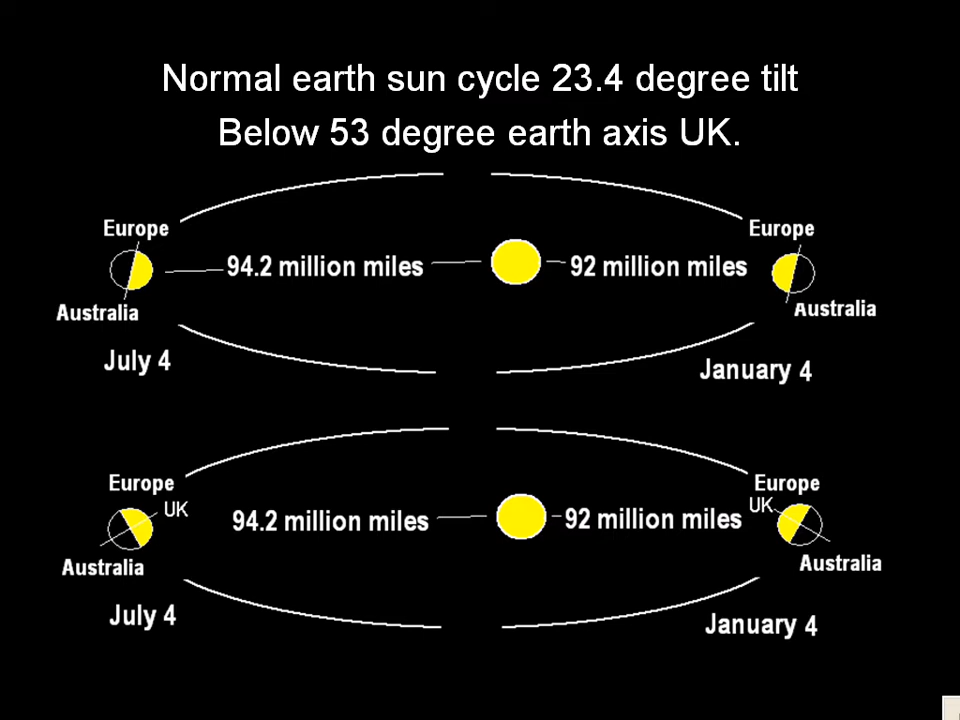 Normal earth sun cycle 23.4 degree tilt
Below 53 degree earth axis UK.
Europe
Europe
94.2 million miles
92 million miles
Australia
Australia
July 4
January 4
Europe
Europe
UK
UK
94.2 million miles
92 million miles
Australia
Australia
July 4
January 4